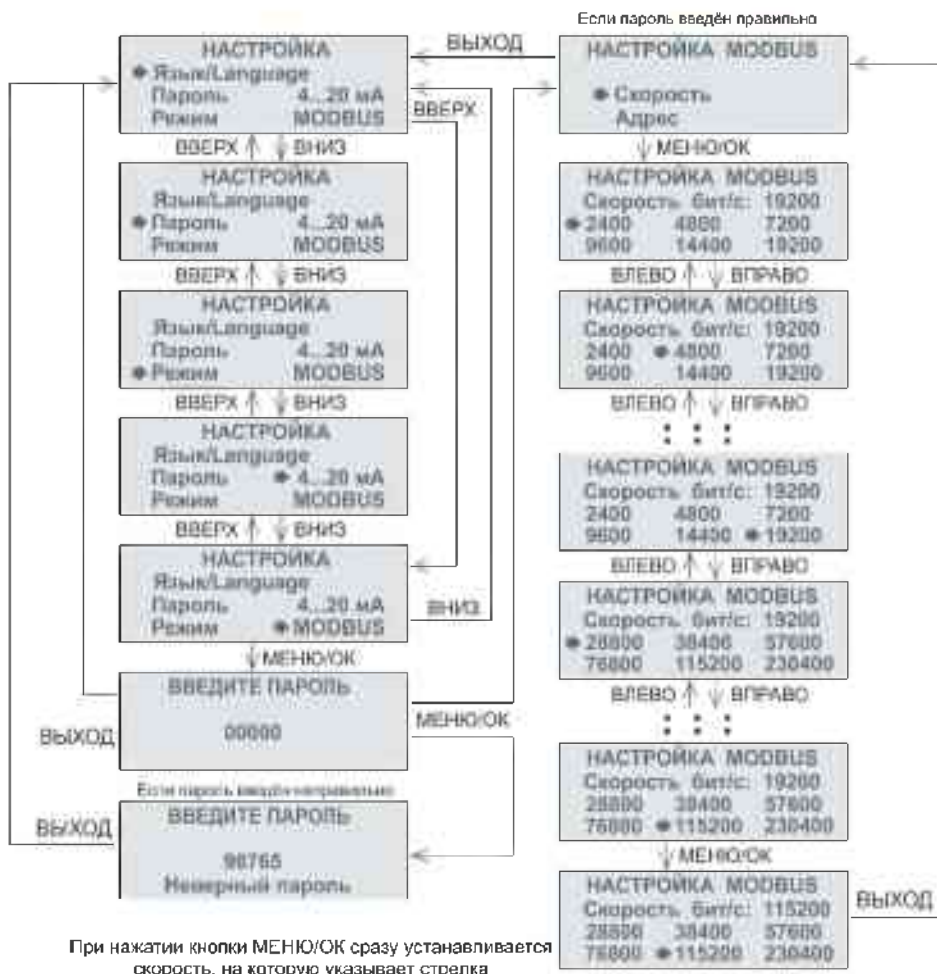 НАСТРОЙКА
Язык/Language
Пароль 4...20 мА
Режим MODBUS
ВВЕРХ ВНИЗ
НАСТРОЙКА
Язык/Language
Пароль 4...20 мА
Режим MODBUS
ВВЕРХ ВНИЗ
НАСТРОЙКА
Язык/Language
Пароль 4...20 мА
Режим MODBUS
ВВЕРХ ВНИЗ
НАСТРОЙКА
Язык/Language
Пароль 4...20 мА
Режим MODBUS
ВВЕРХ ВНИЗ
НАСТРОЙКА
Язык/Language
Пароль 4...20 мА
Режим MODBUS
МЕНЮ/ОК
ВВЕДИТЕ ПАРОЛЬ
00000
ВЫХОД
Если пароль введён неправильно
ВВЕДИТЕ ПАРОЛЬ
98765
Неверный пароль
ВЫХОД
ВЫХОД
ВВЕРХ
ВНИЗ
МЕНЮ/ОК
Если пароль введён правильно
НАСТРОЙКА MODBUS
Скорость
Адрес
МЕНЮ/ОК
НАСТРОЙКА MODBUS
Скорость бит/с: 19200
2400 4800 7200
9600 14400 19200
ВЛЕВО ВПРАВО
НАСТРОЙКА MODBUS
Скорость бит/с: 19200
2400 4800 7200
9600 14400 19200
ВЛЕВО ВПРАВО
НАСТРОЙКА MODBUS
Скорость бит/с: 19200
2400 4800 7200
9600 14400 19200
ВЛЕВО ВПРАВО
НАСТРОЙКА MODBUS
Скорость бит/с: 19200
28800 38400 57600
76800 115200 230400
ВЛЕВО ВПРАВО
НАСТРОЙКА MODBUS
Скорость бит/с: 19200
28800 38400 57600
76800 115200 230400
МЕНЮ/ОК
НАСТРОЙКА MODBUS
Скорость бит/с: 115200
28800 38400 57600
76800 115200 230400
ВЫХОД
При нажатии кнопки МЕНЮ/ОК сразу устанавливается
скорость, на которую указывает стрелка